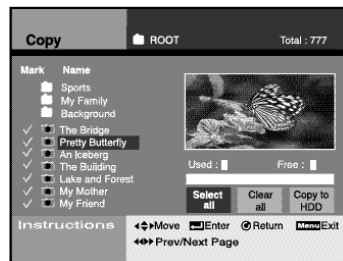 Copy ROOT Total : 777
Mark Name
Sports
My Family
Background
The Bridge
Pretty Butterfly
An Iceberg
The Building
Lake and Forest
My Mother
My Friend
Used : Free :
Select all Clear all Copy to HDD
Instructions Move Enter Return Menu Exit
Prev/Next Page